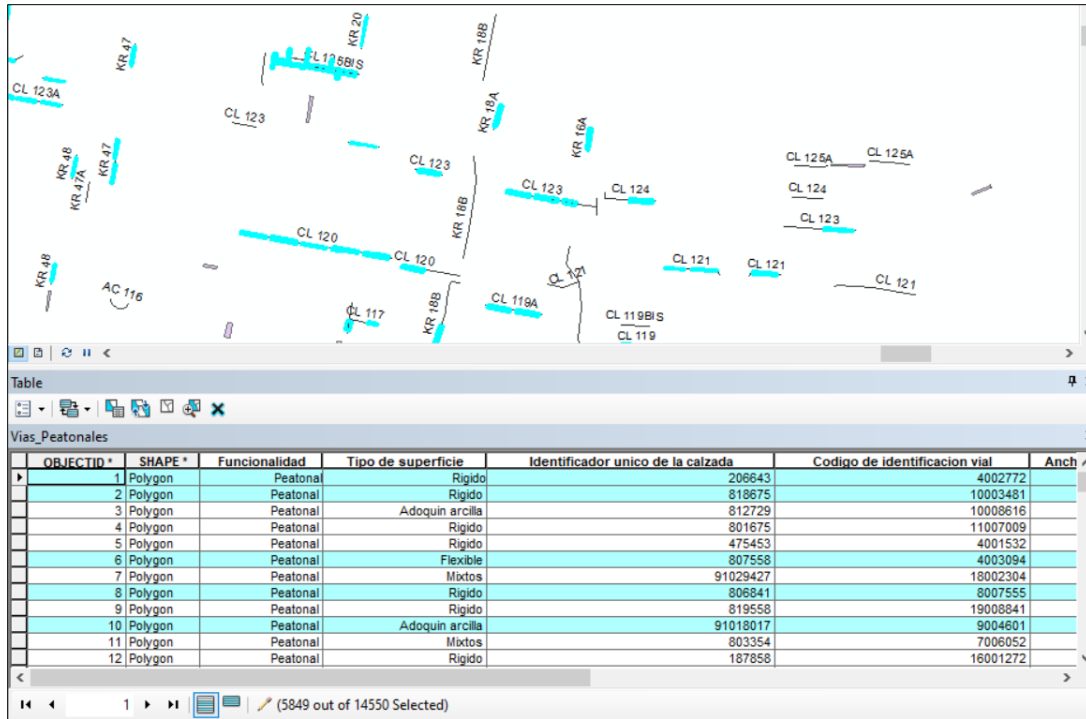 KR 20
KR 18B
KR 47
CL 126BIS
CL 123A
CL 123
KR 18A
KR 16A
KR 48
KR 47
KR 47A
CL 123
CL 125A
CL 125A
CL 123
CL 124
CL 124
CL 123
KR 18B
CL 120
CL 120
CL 121
CL 121
CL 121
CL 121
KR 48
AC 116
CL 117
KR 18B
CL 119A
CL 119BIS
CL 119
Table
Vias_Peatonales
OBJECTID * SHAPE * Funcionalidad Tipo de superficie Identificador unico de la calzada Codigo de identificacion vial Anch
1 Polygon Peatonal Rigido 206643 4002772
2 Polygon Peatonal Rigido 818675 10003481
3 Polygon Peatonal Adoquin arcilla 812729 10008616
4 Polygon Peatonal Rigido 801675 11007009
5 Polygon Peatonal Rigido 475453 4001532
6 Polygon Peatonal Flexible 807558 4003094
7 Polygon Peatonal Mixtos 91029427 18002304
8 Polygon Peatonal Rigido 806841 8007555
9 Polygon Peatonal Rigido 819558 19008841
10 Polygon Peatonal Adoquin arcilla 91018017 9004601
11 Polygon Peatonal Mixtos 803354 7006052
12 Polygon Peatonal Rigido 187858 16001272
1 (5849 out of 14550 Selected)